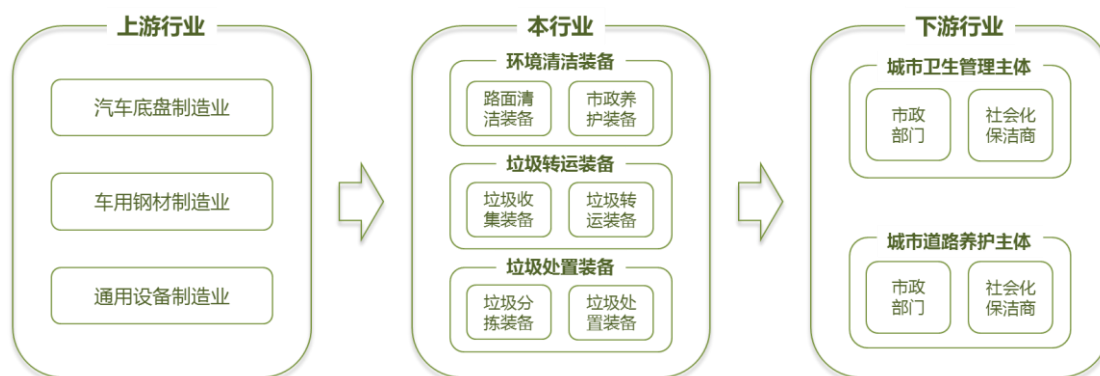 上游行业
汽车底盘制造业
车用钢材制造业
通用设备制造业
本行业
环境清洁装备
路面清
洁装备
市政养
护装备
垃圾转运装备
垃圾收
集装备
垃圾转
运装备
垃圾处置装备
垃圾分
拣装备
垃圾处
置装备
下游行业
城市卫生管理主体
市政
部门
社会化
保洁商
城市道路养护主体
市政
部门
社会化
保洁商